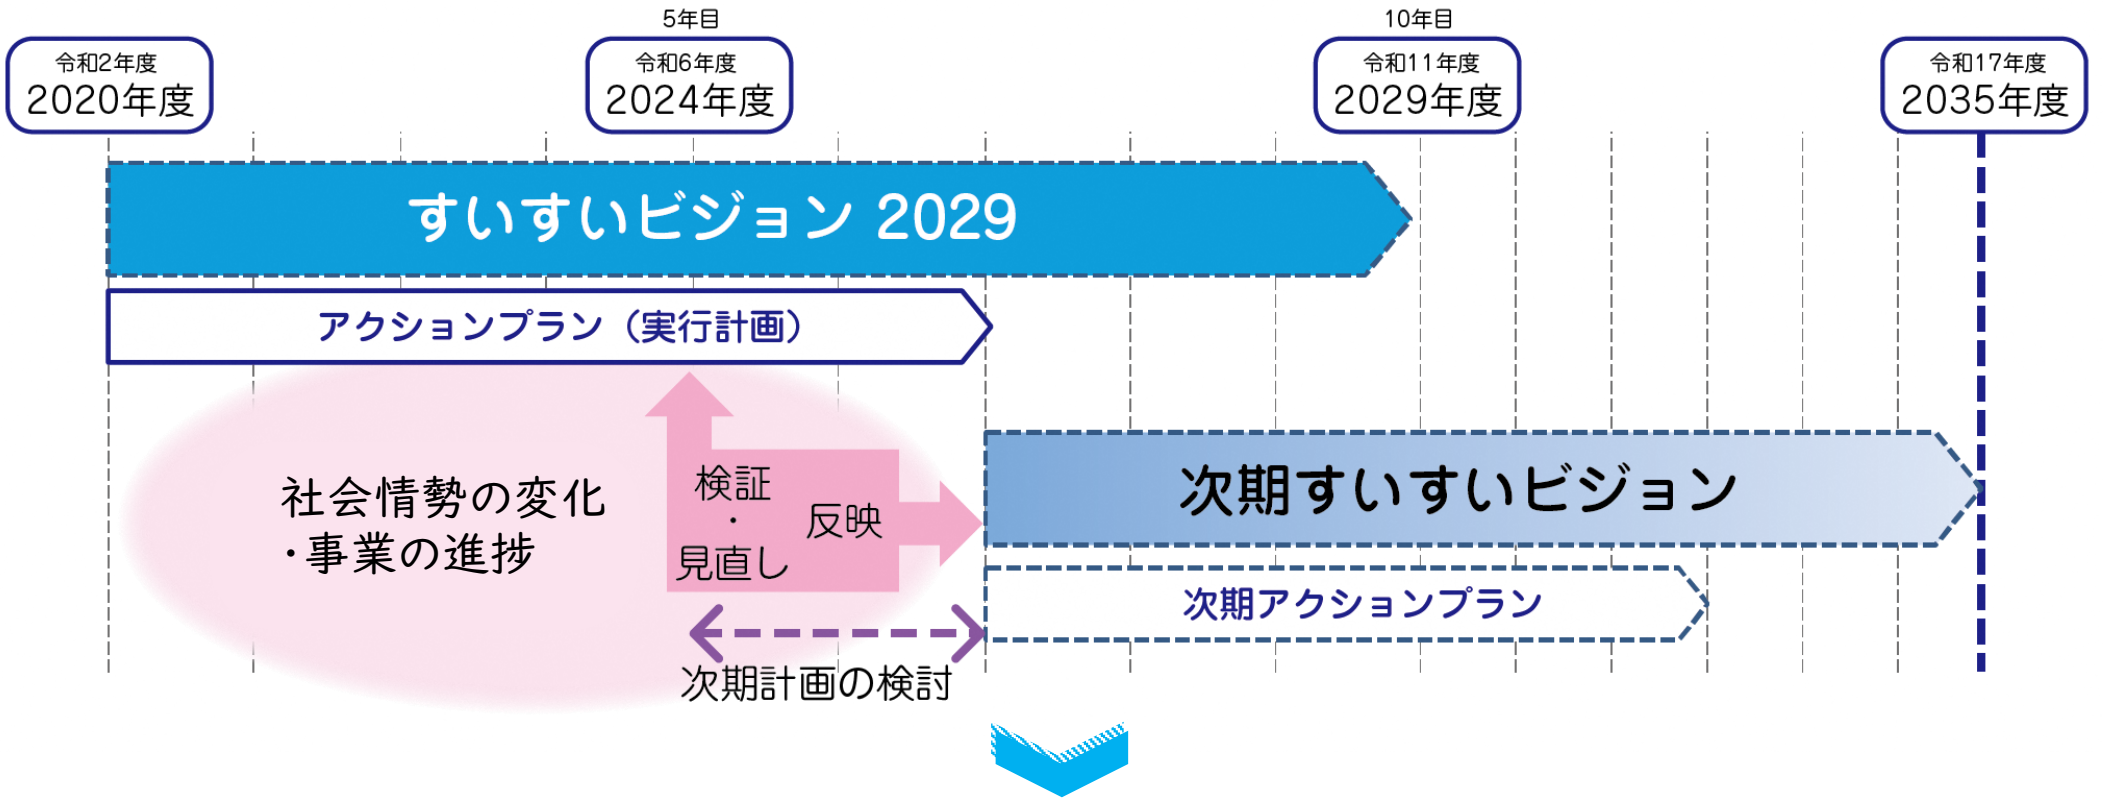 5年目
10年目
令和2年度
2020年度
令和6年度
2024年度
令和11年度
2029年度
令和17年度
2035年度
すいすいビジョン 2029
アクションプラン（実行計画）
社会情勢の変化
・事業の進捗
検証
・
見直し
反映
次期すいすいビジョン
次期アクションプラン
次期計画の検討